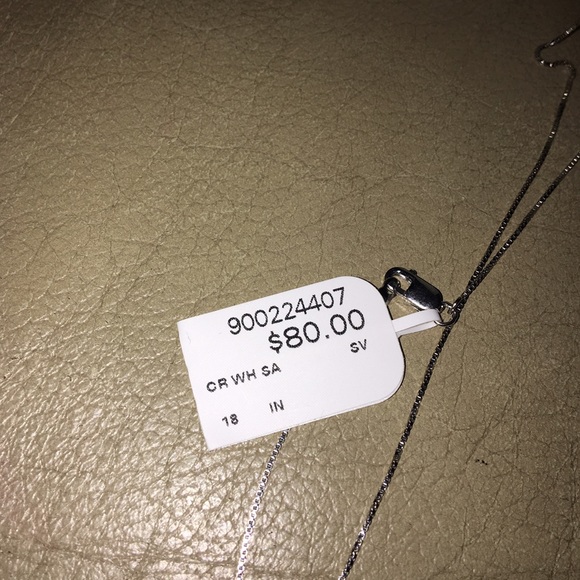 900224407
$80.00
SV
CR WH SA
18 IN